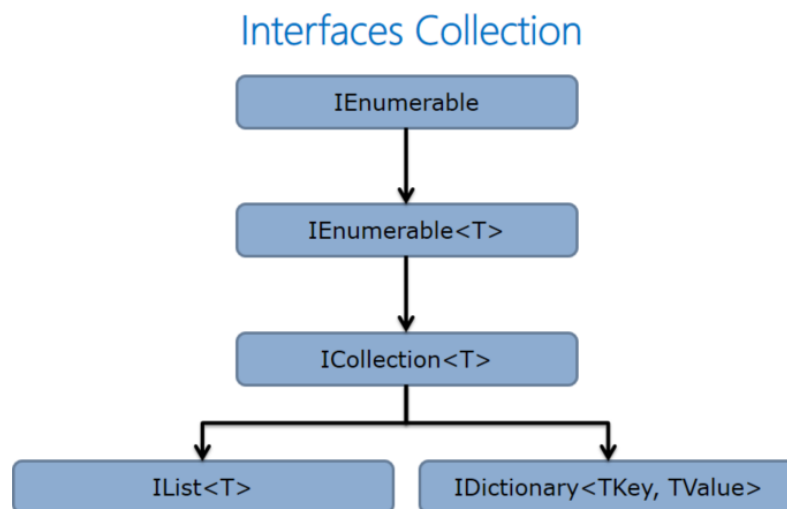 Interfaces Collection
IEnumerable
IEnumerable<T>
ICollection<T>
IList<T>
IDictionary<TKey, TValue>